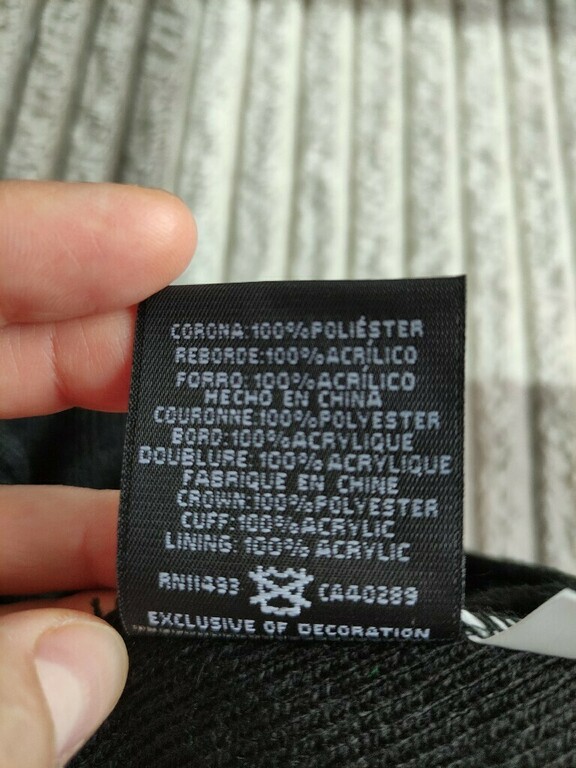 CORONA:100%POLIÉSTER
REBORDE:100%ACRÍLICO
FORRO:100%ACRÍLICO
HECHO EN CHINA
COURONNE:100%POLYESTER
BORD:100%ACRYLIQUE
DOUBLURE:100%ACRYLIQUE
FABRIQUE EN CHINE
CROWN:100%POLYESTER
CUFF:100%ACRYLIC
LINING:100%ACRYLIC
RN11493 CA40289
EXCLUSIVE OF DECORATION